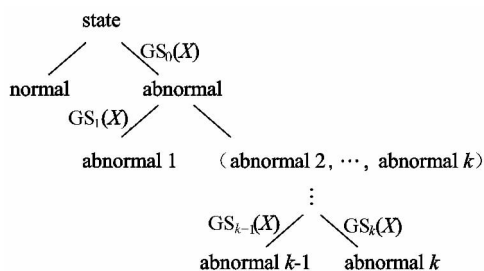 state
GS₀(X)
normal abnormal
GS₁(X)
abnormal 1 (abnormal 2, ···, abnormal k)
⋮
GSₖ₋₁(X) GSₖ(X)
abnormal k-1 abnormal k